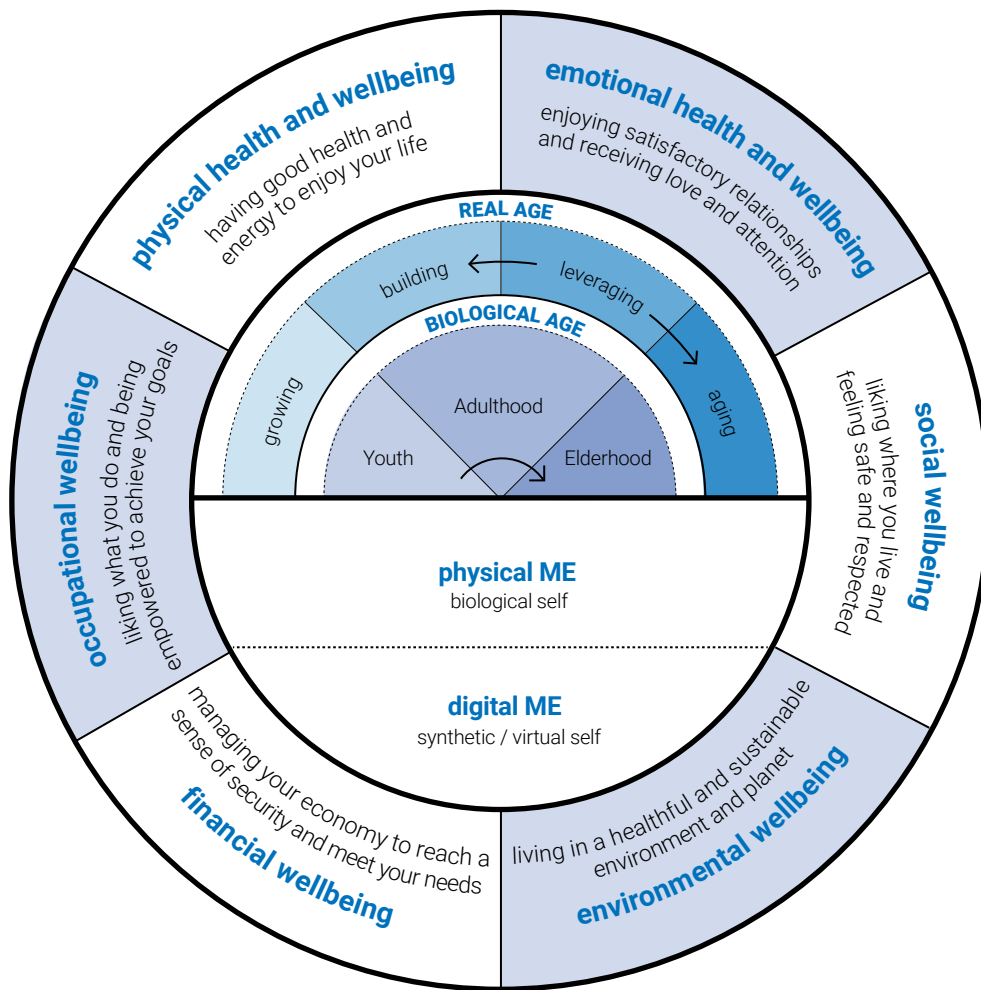 physical health and wellbeing
having good health and
energy to enjoy your life
emotional health and wellbeing
enjoying satisfactory relationships
and receiving love and attention
social wellbeing
liking where you live and
feeling safe and respected
living in a healthful and sustainable
environment and planet
environmental wellbeing
managing your economy to reach a
sense of security and meet your needs
financial wellbeing
occupational wellbeing
liking what you do and being
empowered to achieve your goals
REAL AGE
growing
building
leveraging
aging
BIOLOGICAL AGE
Youth
Adulthood
Elderhood
physical ME
biological self
digital ME
synthetic / virtual self